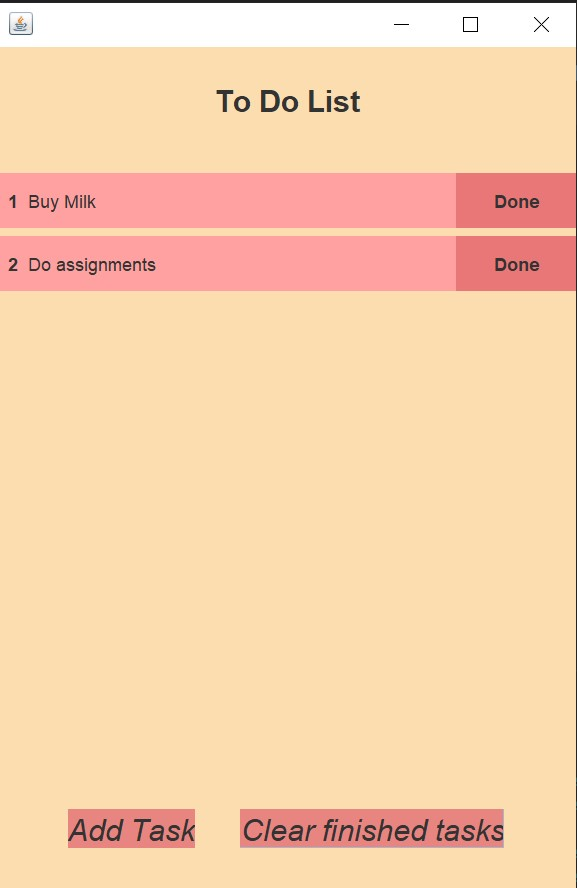 To Do List
1 Buy Milk Done
2 Do assignments Done
Add Task Clear finished tasks